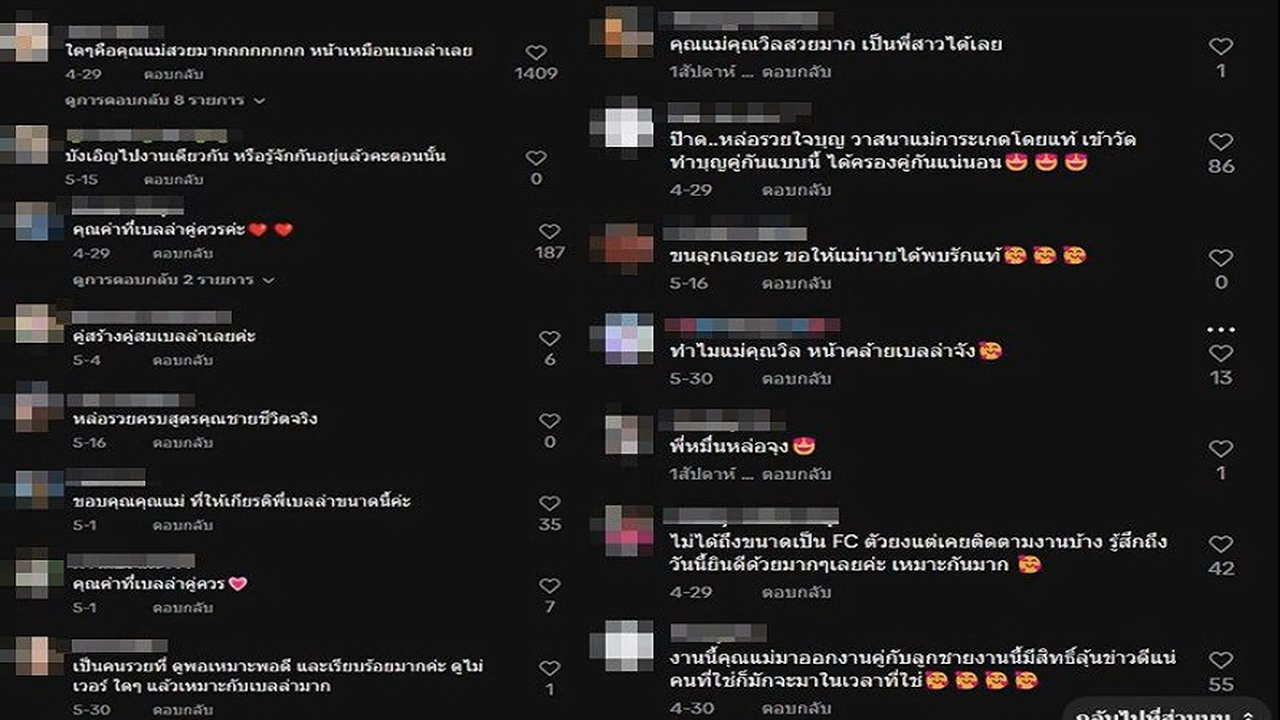 ใดๆคือคุณแม่สวยมากกกกกกกกก หน้าเหมือนเบลล่าเลย
4-29 ตอบกลับ 1409
ดูการตอบกลับ 8 รายการ
บังเอิญไปงานเดียวกัน หรือรู้จักกันอยู่แล้วคะตอนนั้น
5-15 ตอบกลับ 0
คุณค่าที่เบลล่าคู่ควรค่ะ❤️ ❤️
4-29 ตอบกลับ 187
ดูการตอบกลับ 2 รายการ
คู่สร้างคู่สมเบลล่าเลยค่ะ
5-4 ตอบกลับ 6
หล่อรวยครบสูตรคุณชายชีวิตจริง
5-16 ตอบกลับ 0
ขอบคุณคุณแม่ ที่ให้เกียรติพี่เบลล่าขนาดนี้ค่ะ
5-1 ตอบกลับ 35
คุณค่าที่เบลล่าคู่ควร💗
5-1 ตอบกลับ 7
เป็นคนรวยที่ ดูพอเหมาะพอดี และเรียบร้อยมากค่ะ ดูไม่
เวอร์ ใดๆ แล้วเหมาะกับเบลล่ามาก
5-30 ตอบกลับ 1
คุณแม่คุณวิลสวยมาก เป็นพี่สาวได้เลย
1สัปดาห์ ... ตอบกลับ 1
ป๊าด..หล่อรวยใจบุญ วาสนาแม่การะเกดโดยแท้ เข้าวัด
ทำบุญคู่กันแบบนี้ ได้ครองคู่กันแน่นอน😍 😍 😍
4-29 ตอบกลับ 86
ขนลุกเลยอะ ขอให้แม่นายได้พบรักแท้🥰 🥰 🥰
5-16 ตอบกลับ 0
ทำไมแม่คุณวิล หน้าคล้ายเบลล่าจัง🥰
5-30 ตอบกลับ 13
พี่หมื่นหล่อจุง😍
1สัปดาห์ ... ตอบกลับ 1
ไม่ได้ถึงขนาดเป็น FC ตัวยงแต่เคยติดตามงานบ้าง รู้สึกถึง
วันนี้ยินดีด้วยมากๆเลยค่ะ เหมาะกันมาก 🥰
4-29 ตอบกลับ 42
งานนี้คุณแม่มาออกงานคู่กับลูกชายงานนี้มีสิทธิ์ลุ้นข่าวดีแน่
คนที่ใช่ก็มักจะมาในเวลาที่ใช่🥰 🥰 🥰 🥰
4-30 ตอบกลับ 55